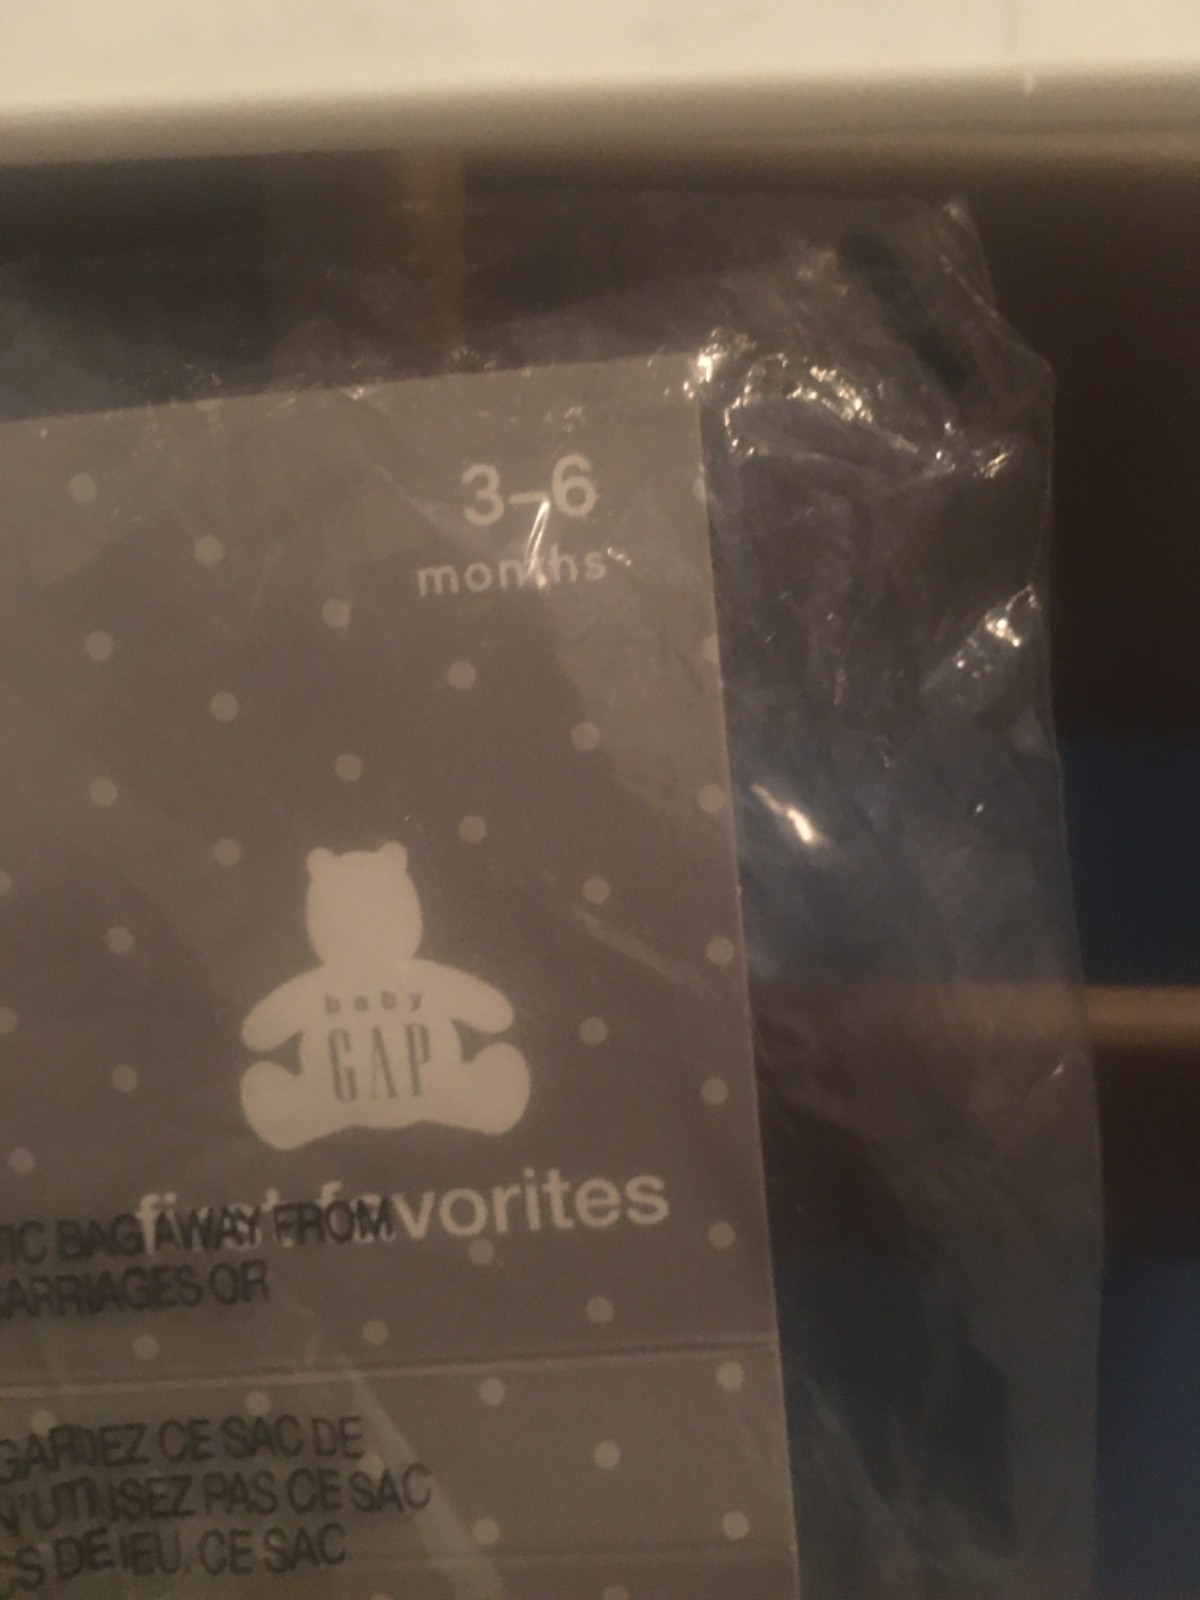 3–6
months
baby
GAP
first favorites
TIC BAG AWAY FROM
CARRIAGES OR
GARDEZ CE SAC DE
N'UTILISEZ PAS CE SAC
CS DE JEU. CE SAC